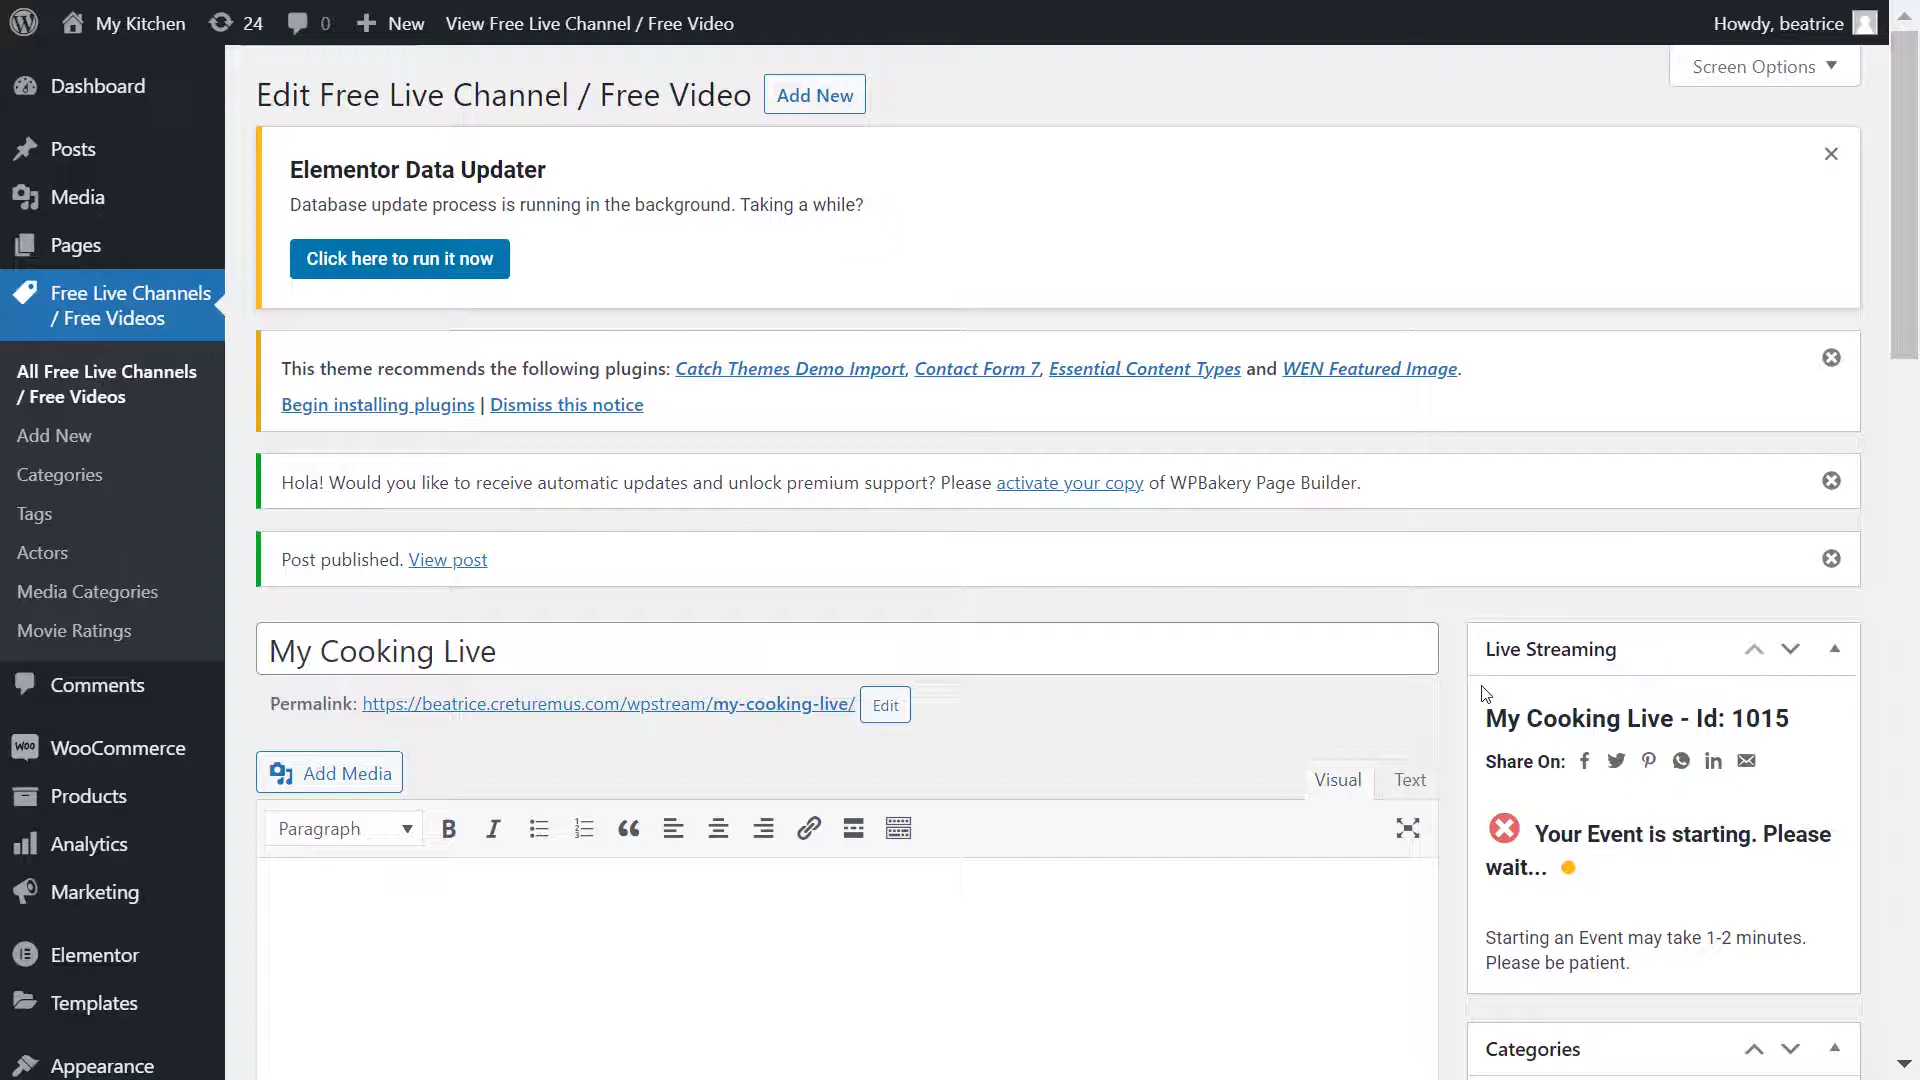 My Kitchen 24 0 New View Free Live Channel / Free Video Howdy, beatrice
Screen Options
Dashboard
Posts
Media
Pages
Free Live Channels
/ Free Videos
All Free Live Channels
/ Free Videos
Add New
Categories
Tags
Actors
Media Categories
Movie Ratings
Comments
WOO WooCommerce
Products
Analytics
Marketing
Elementor
Templates
Appearance
Edit Free Live Channel / Free Video Add New
Elementor Data Updater
Database update process is running in the background. Taking a while?
Click here to run it now
This theme recommends the following plugins: Catch Themes Demo Import, Contact Form 7, Essential Content Types and WEN Featured Image.
Begin installing plugins | Dismiss this notice
Hola! Would you like to receive automatic updates and unlock premium support? Please activate your copy of WPBakery Page Builder.
Post published. View post
My Cooking Live
Permalink: https://beatrice.creturemus.com/wpstream/my-cooking-live/ Edit
Add Media
Visual Text
Paragraph
Live Streaming
My Cooking Live - Id: 1015
Share On:
Your Event is starting. Please
wait...
Starting an Event may take 1-2 minutes.
Please be patient.
Categories